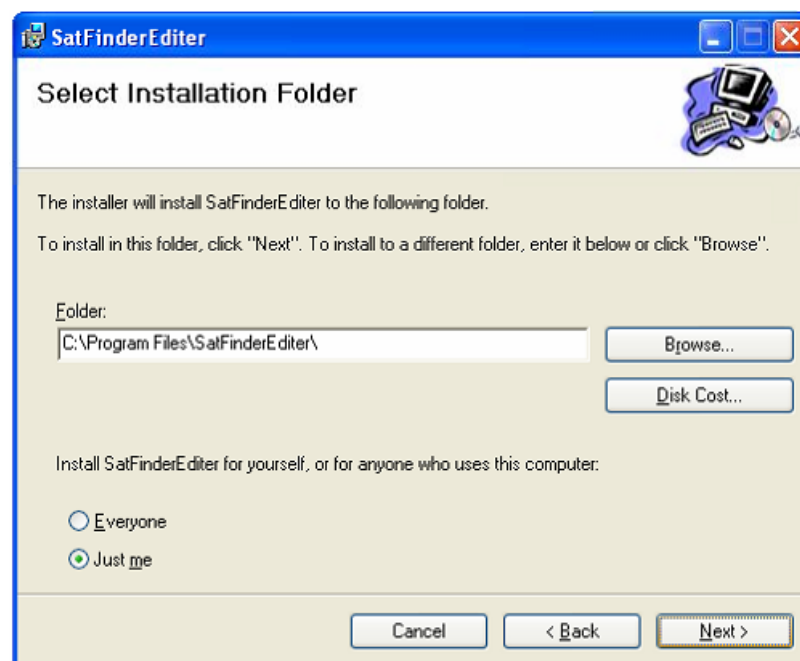 SatFinderEditer
Select Installation Folder
The installer will install SatFinderEditer to the following folder.
To install in this folder, click "Next". To install to a different folder, enter it below or click "Browse".
Folder:
C:\Program Files\SatFinderEditer\
Browse...
Disk Cost...
Install SatFinderEditer for yourself, or for anyone who uses this computer:
Everyone
Just me
Cancel < Back Next >